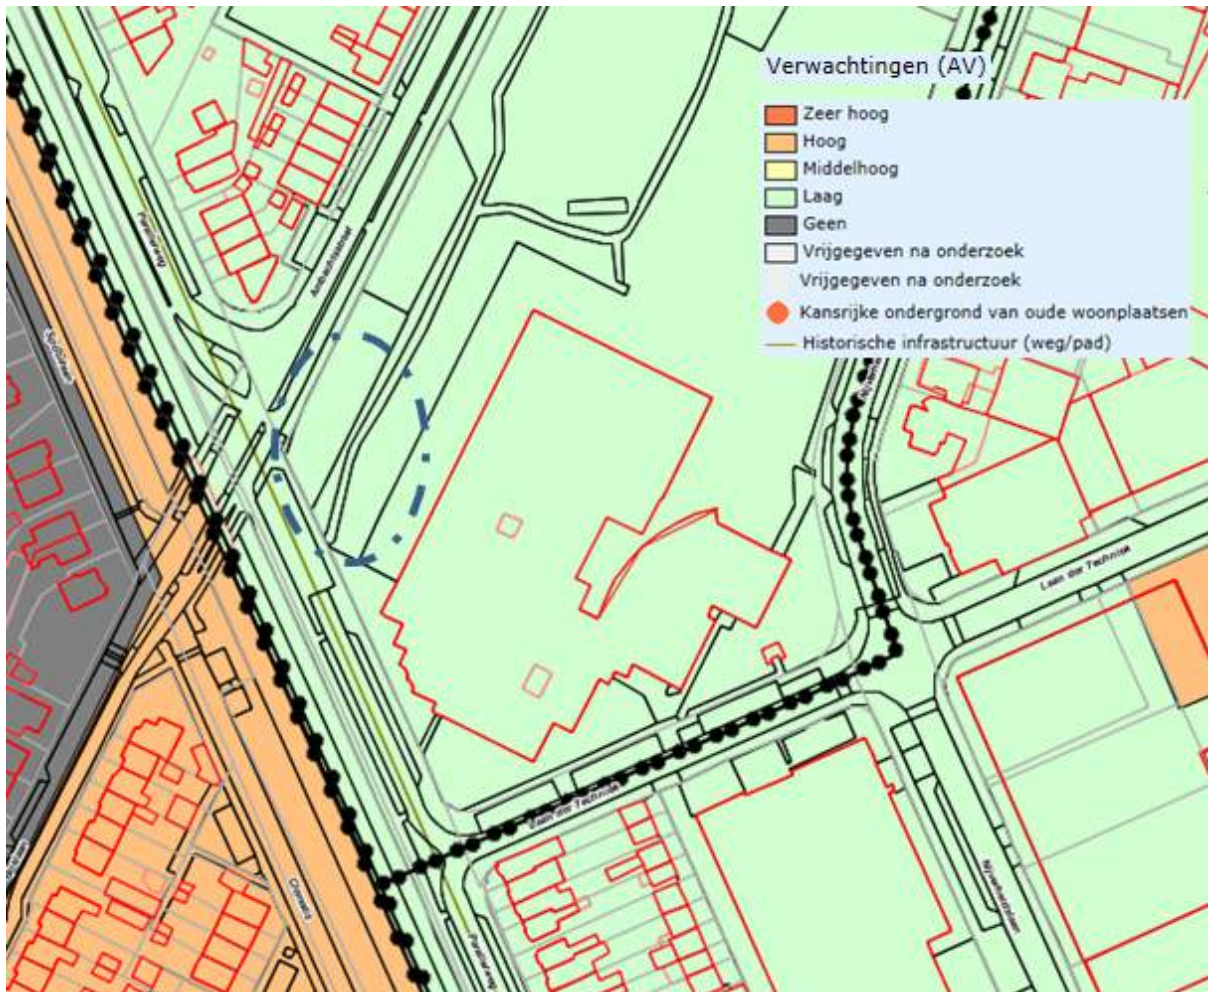 Verwachtingen (AV)
Zeer hoog
Hoog
Middelhoog
Laag
Geen
Vrijgegeven na onderzoek
Vrijgegeven na onderzoek
Kansrijke ondergrond van oude woonplaatsen
Historische infrastructuur (weg/pad)
Laan der Techniek
Laan der Techniek